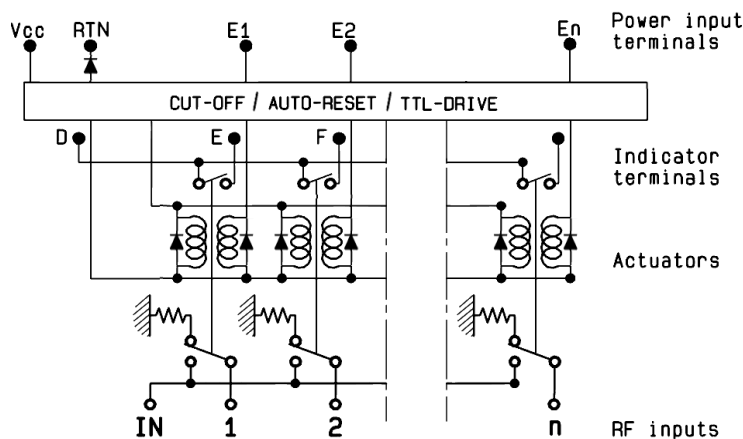 Vcc RTN E1 E2 En Power input
terminals
CUT-OFF / AUTO-RESET / TTL-DRIVE
D E F
Indicator
terminals
Actuators
IN 1 2 n RF inputs